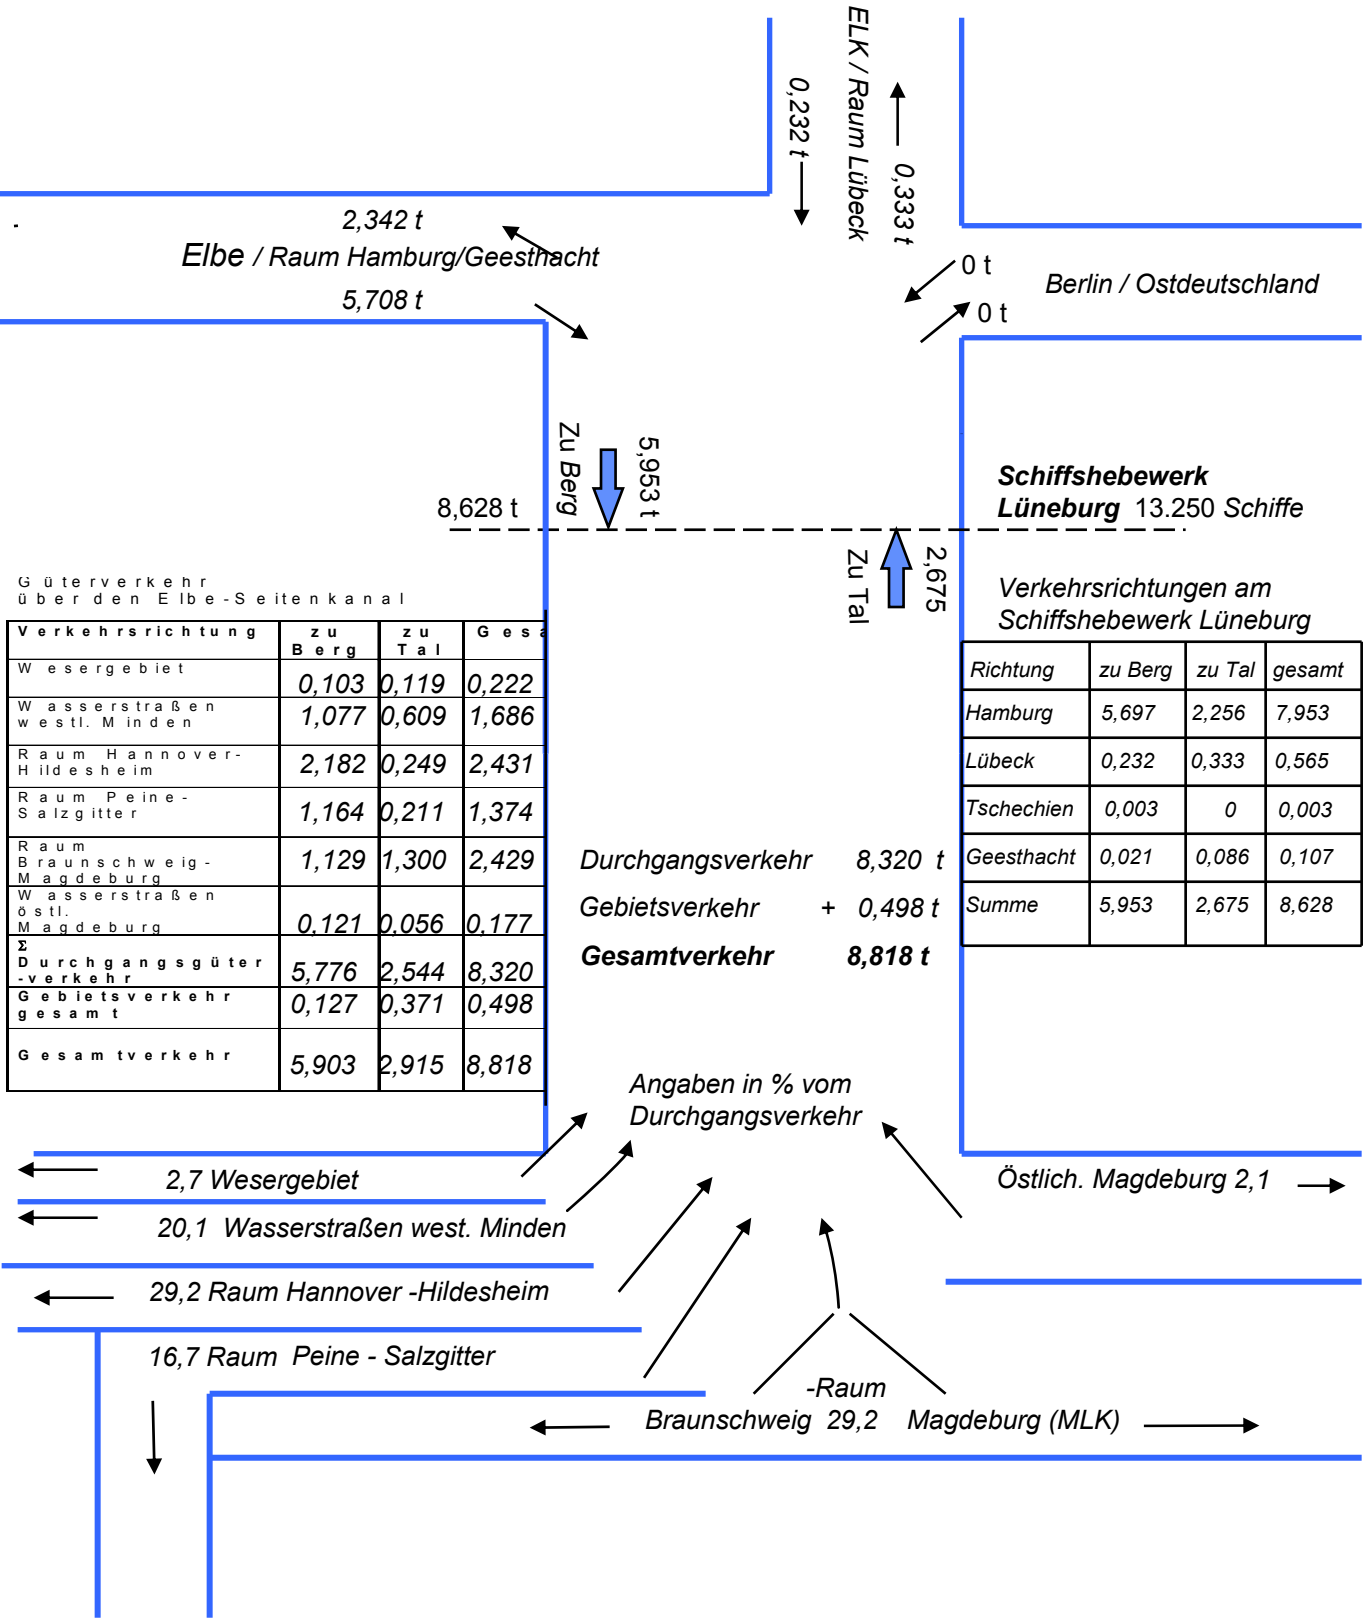 ELK / Raum Lübeck
0,232 t
0,333 t
2,342 t
Elbe / Raum Hamburg/Geesthacht
5,708 t
0 t
Berlin / Ostdeutschland
0 t
Zu Berg
5,953 t
8,628 t
Schiffshebewerk
Lüneburg 13.250 Schiffe
Zu Tal
2,675
Güterverkehr
über den Elbe-Seitenkanal
Verkehrsrichtung zu Berg zu Tal Gesa
Wesergebiet 0,103 0,119 0,222
Wasserstraßen
westl. Minden 1,077 0,609 1,686
Raum Hannover-
Hildesheim 2,182 0,249 2,431
Raum Peine-
Salzgitter 1,164 0,211 1,374
Raum
Braunschweig-
Magdeburg 1,129 1,300 2,429
Wasserstraßen
östl.
Magdeburg 0,121 0,056 0,177
Σ
Durchgangsgüter
-verkehr 5,776 2,544 8,320
Gebietsverkehr
gesamt 0,127 0,371 0,498
Gesamtverkehr 5,903 2,915 8,818
Verkehrsrichtungen am
Schiffshebewerk Lüneburg
Richtung zu Berg zu Tal gesamt
Hamburg 5,697 2,256 7,953
Lübeck 0,232 0,333 0,565
Tschechien 0,003 0 0,003
Geesthacht 0,021 0,086 0,107
Summe 5,953 2,675 8,628
Durchgangsverkehr 8,320 t
Gebietsverkehr + 0,498 t
Gesamtverkehr 8,818 t
Angaben in % vom
Durchgangsverkehr
2,7 Wesergebiet
Östlich. Magdeburg 2,1
20,1 Wasserstraßen west. Minden
29,2 Raum Hannover -Hildesheim
16,7 Raum Peine - Salzgitter
-Raum
Braunschweig 29,2 Magdeburg (MLK)